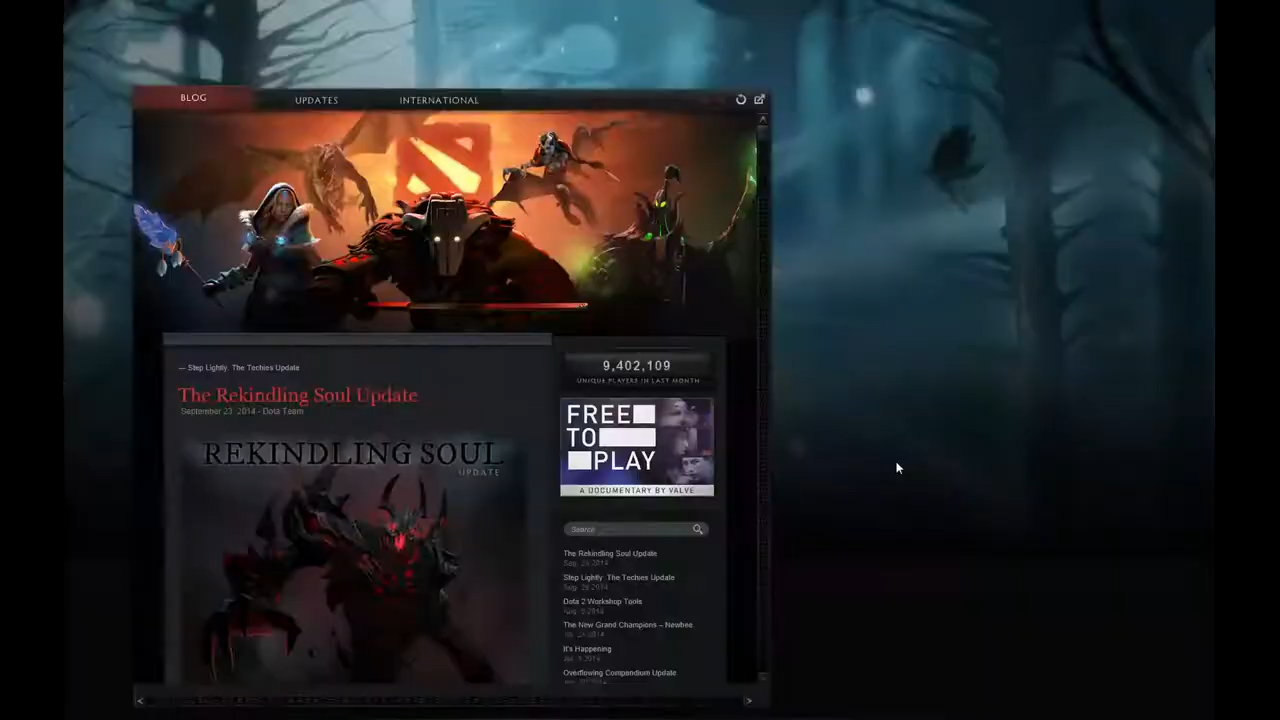 BLOG
UPDATES
INTERNATIONAL
← Step Lightly. The Techies Update
The Rekindling Soul Update
September 23, 2014 - Dota Team
REKINDLING SOUL
UPDATE
9,402,109
UNIQUE PLAYERS IN LAST MONTH
FREE
TO
PLAY
A DOCUMENTARY BY VALVE
Search
The Rekindling Soul Update
Step Lightly. The Techies Update
Dota 2 Workshop Tools
The New Grand Champions – Newbee
It's Happening
Overflowing Compendium Update